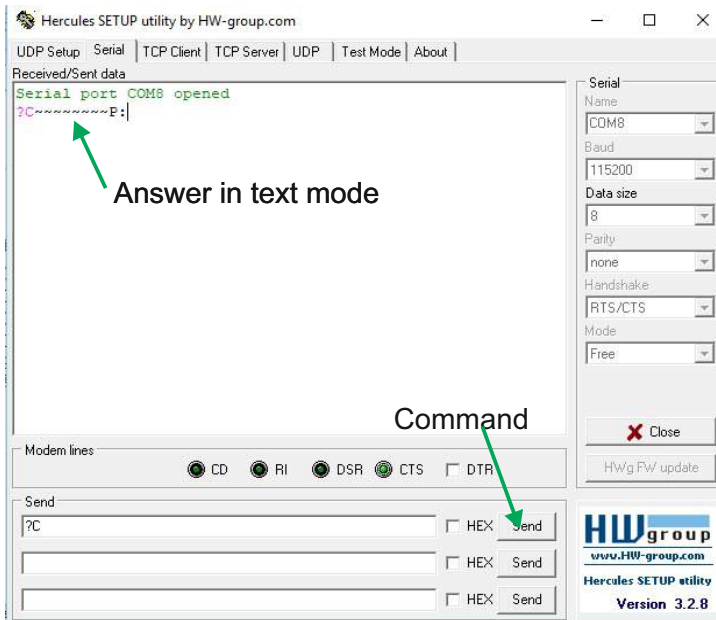 Hercules SETUP utility by HW-group.com
UDP Setup Serial TCP Client TCP Server UDP Test Mode About
Received/Sent data
Serial port COM8 opened
?C~~~~~~~~P:
Answer in text mode
Serial
Name
COM8
Baud
115200
Data size
8
Parity
none
Handshake
RTS/CTS
Mode
Free
Command
Close
HWg FW update
Modem lines
CD RI DSR CTS DTR
Send
?C HEX Send
HEX Send
HEX Send
HWgroup
www.HW-group.com
Hercules SETUP utility
Version 3.2.8